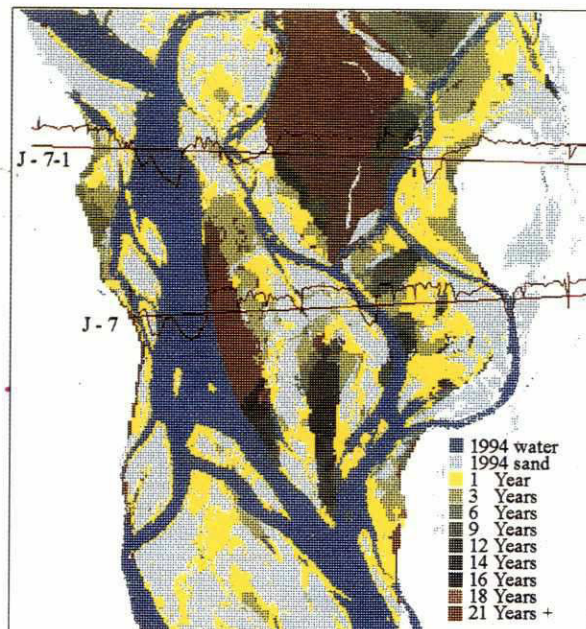 J - 7-1
J - 7
1994 water
1994 sand
1 Year
3 Years
6 Years
9 Years
12 Years
14 Years
16 Years
18 Years
21 Years +